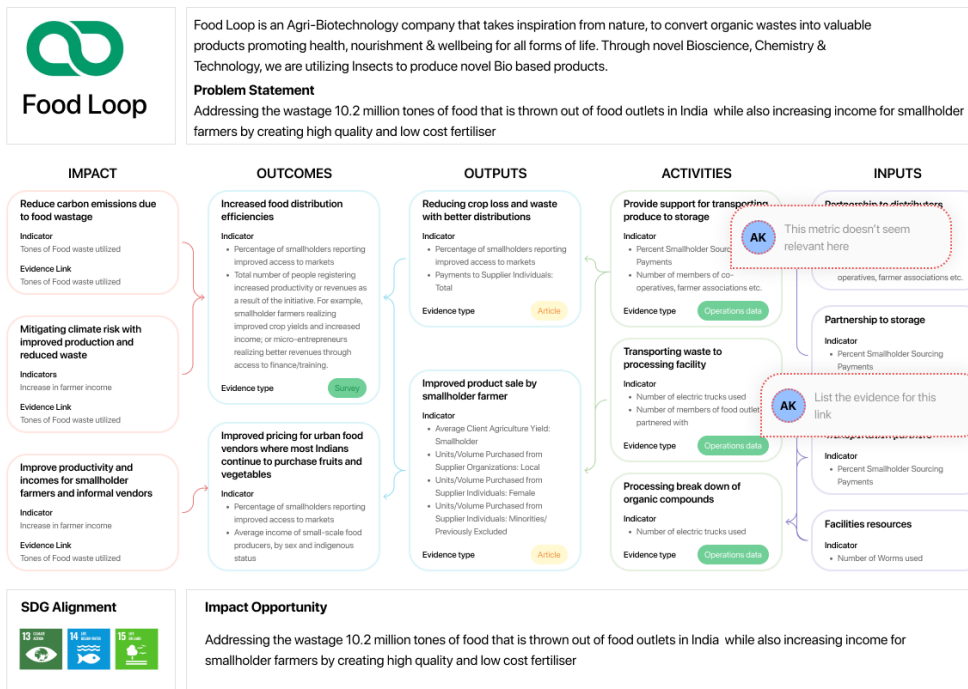 Food Loop
Food Loop is an Agri-Biotechnology company that takes inspiration from nature, to convert organic wastes into valuable
products promoting health, nourishment & wellbeing for all forms of life. Through novel Bioscience, Chemistry &
Technology, we are utilizing Insects to produce novel Bio based products.
Problem Statement
Addressing the wastage 10.2 million tones of food that is thrown out of food outlets in India while also increasing income for smallholder
farmers by creating high quality and low cost fertiliser
IMPACT
Reduce carbon emissions due
to food wastage
Indicator
Tones of Food waste utilized
Evidence Link
Tones of Food waste utilized
Mitigating climate risk with
improved production and
reduced waste
Indicators
Increase in farmer income
Evidence Link
Tones of Food waste utilized
Improve productivity and
incomes for smallholder
farmers and informal vendors
Indicator
Increase in farmer income
Evidence Link
Tones of Food waste utilized
OUTCOMES
Increased food distribution
efficiencies
Indicator
• Percentage of smallholders reporting
improved access to markets
• Total number of people registering
increased productivity or revenues as
a result of the initiative. For example,
smallholder farmers realizing
improved crop yields and increased
income; or micro-entrepreneurs
realizing better revenues through
access to finance/training.
Evidence type
Survey
Improved pricing for urban food
vendors where most Indians
continue to purchase fruits and
vegetables
Indicator
• Percentage of smallholders reporting
improved access to markets
• Average income of small-scale food
producers, by sex and indigenous
status
OUTPUTS
Reducing crop loss and waste
with better distributions
Indicator
• Percentage of smallholders reporting
improved access to markets
• Payments to Supplier Individuals:
Total
Evidence type
Article
Improved product sale by
smallholder farmer
Indicator
• Average Client Agriculture Yield:
Smallholder
• Units/Volume Purchased from
Supplier Organizations: Local
• Units/Volume Purchased from
Supplier Individuals: Female
• Units/Volume Purchased from
Supplier Individuals: Minorities/
Previously Excluded
Evidence type
Article
ACTIVITIES
Provide support for transporting
produce to storage
Indicator
• Percent Smallholder
Payments
• Number of members of co-
operatives, farmer associations etc.
Evidence type
Operations data
Transporting waste to
processing facility
Indicator
• Number of electric trucks used
• Number of members of food outlet
partnered with
Evidence type
Operations data
Processing break down of
organic compounds
Indicator
• Number of electric trucks used
Evidence type
Operations data
INPUTS
Partnership to distributors
AK
This metric doesn't seem
relevant here
operatives, farmer associations etc.
Partnership to storage
Indicator
• Percent Smallholder Sourcing
Payments
AK
List the evidence for this
link
Indicator
• Percent Smallholder Sourcing
Payments
Facilities resources
Indicator
• Number of Worms used
SDG Alignment
13 CLIMATE ACTION
14
15
Impact Opportunity
Addressing the wastage 10.2 million tones of food that is thrown out of food outlets in India while also increasing income for
smallholder farmers by creating high quality and low cost fertiliser